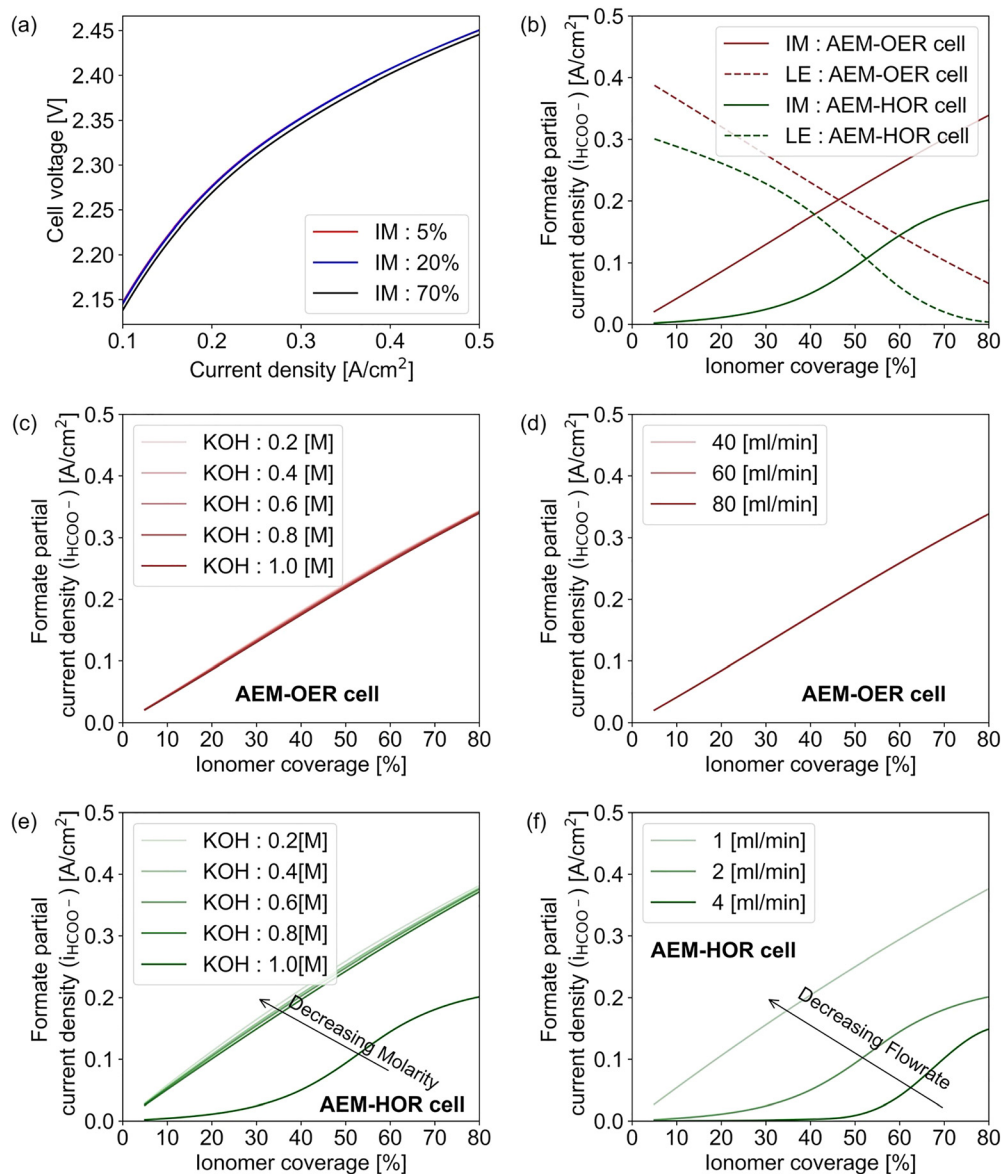 (a)
Cell voltage [V]
2.45
2.35
2.30
2.25
2.20
2.15
IM : 5%
IM : 20%
IM : 70%
0.1 0.2 0.3 0.4 0.5
Current density [A/cm²]
(b)
Formate partial
current density (i_HCOO⁻) [A/cm²]
0.5
0.4
0.3
0.2
0.1
0.0
IM : AEM-OER cell
LE : AEM-OER cell
IM : AEM-HOR cell
LE : AEM-HOR cell
0 10 20 30 40 50 60 70 80
Ionomer coverage [%]
(c)
Formate partial
current density (i_HCOO⁻) [A/cm²]
0.5
0.4
0.3
0.2
0.1
0.0
KOH : 0.2 [M]
KOH : 0.4 [M]
KOH : 0.6 [M]
KOH : 0.8 [M]
KOH : 1.0 [M]
AEM-OER cell
0 10 20 30 40 50 60 70 80
Ionomer coverage [%]
(d)
Formate partial
current density (i_HCOO⁻) [A/cm²]
0.5
0.4
0.3
0.2
0.1
0.0
40 [ml/min]
60 [ml/min]
80 [ml/min]
AEM-OER cell
0 10 20 30 40 50 60 70 80
Ionomer coverage [%]
(e)
Formate partial
current density (i_HCOO⁻) [A/cm²]
0.5
0.4
0.3
0.2
0.1
0.0
KOH : 0.2[M]
KOH : 0.4[M]
KOH : 0.6[M]
KOH : 0.8[M]
KOH : 1.0[M]
Decreasing Molarity
AEM-HOR cell
0 10 20 30 40 50 60 70 80
Ionomer coverage [%]
(f)
Formate partial
current density (i_HCOO⁻) [A/cm²]
0.5
0.4
0.3
0.2
0.1
0.0
1 [ml/min]
2 [ml/min]
4 [ml/min]
AEM-HOR cell
Decreasing Flowrate
0 10 20 30 40 50 60 70 80
Ionomer coverage [%]